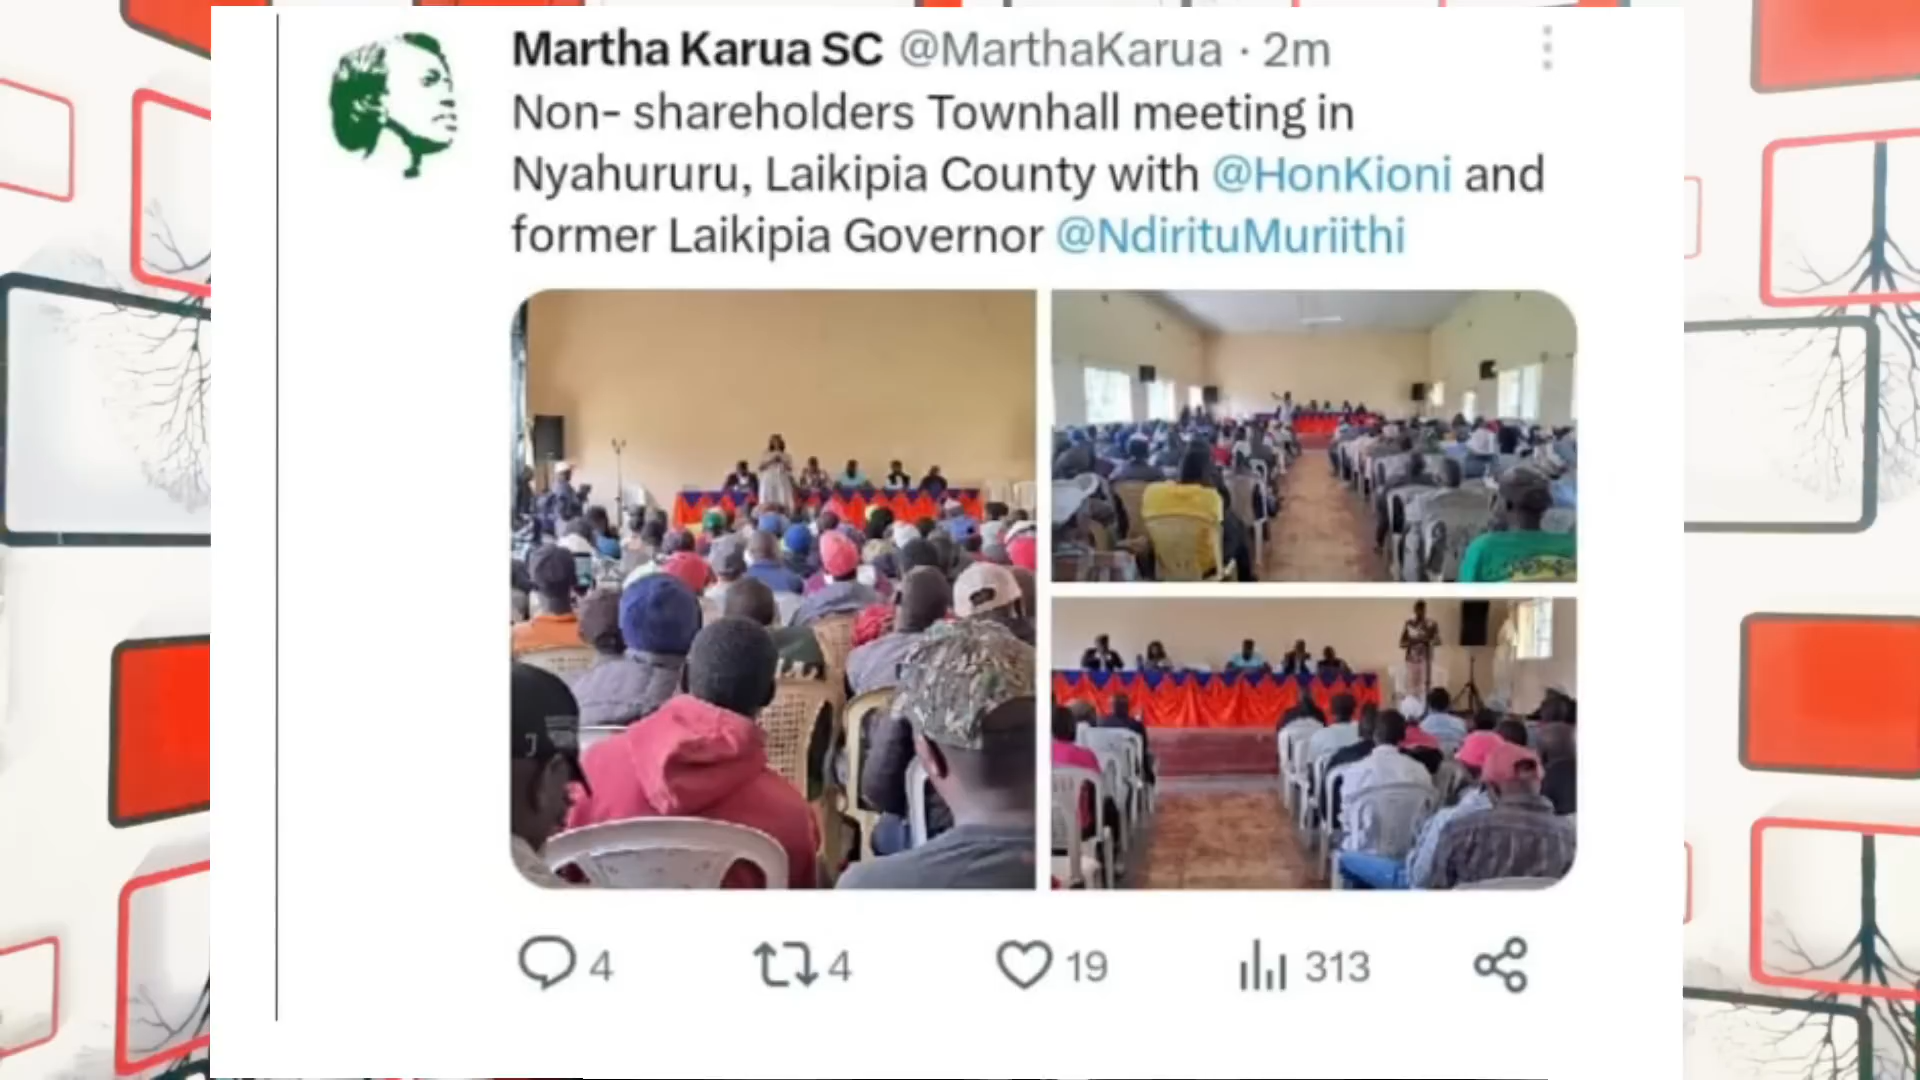 Martha Karua SC @MarthaKarua · 2m
Non- shareholders Townhall meeting in
Nyahururu, Laikipia County with @HonKioni and
former Laikipia Governor @NdirituMuriithi
4 4 19 313